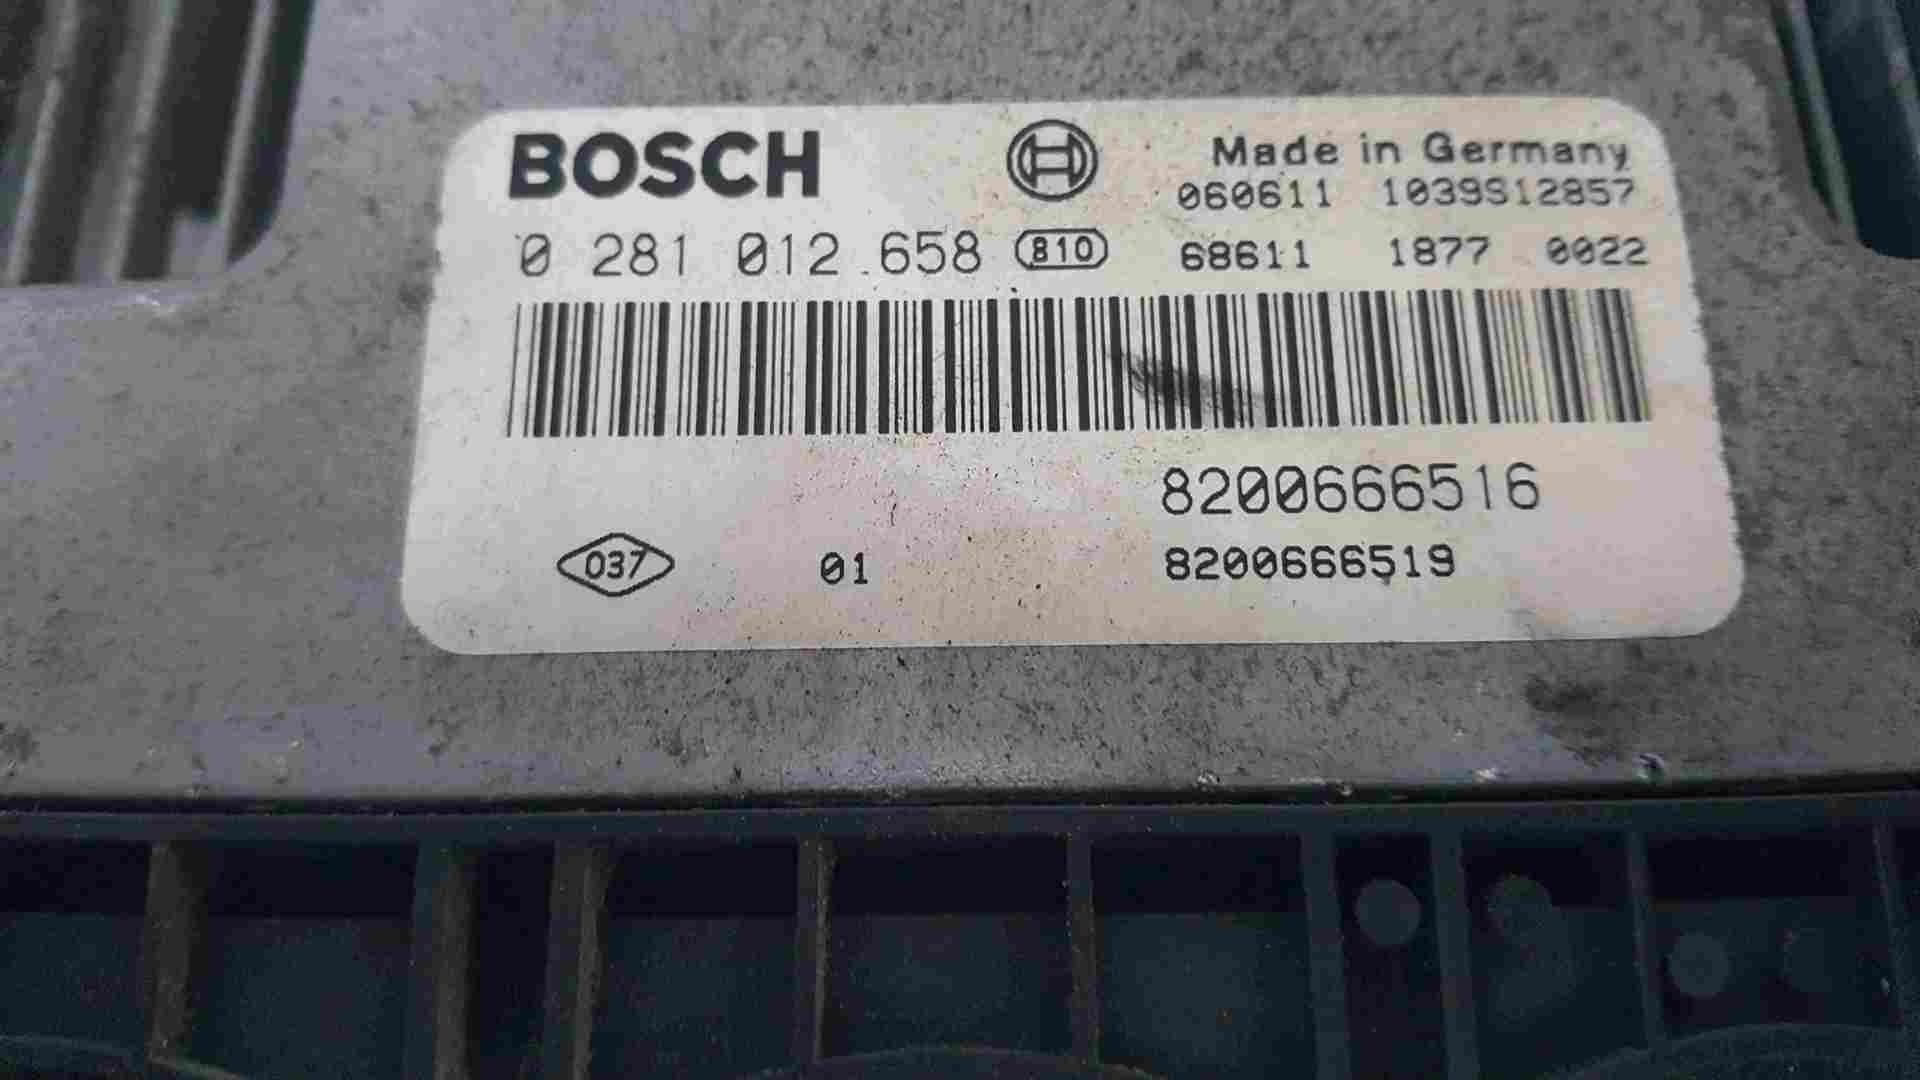 BOSCH
Made in Germany
060611 1039S12857
0 281 012 658 810
68611 1877 0022
8200666516
037 01 8200666519